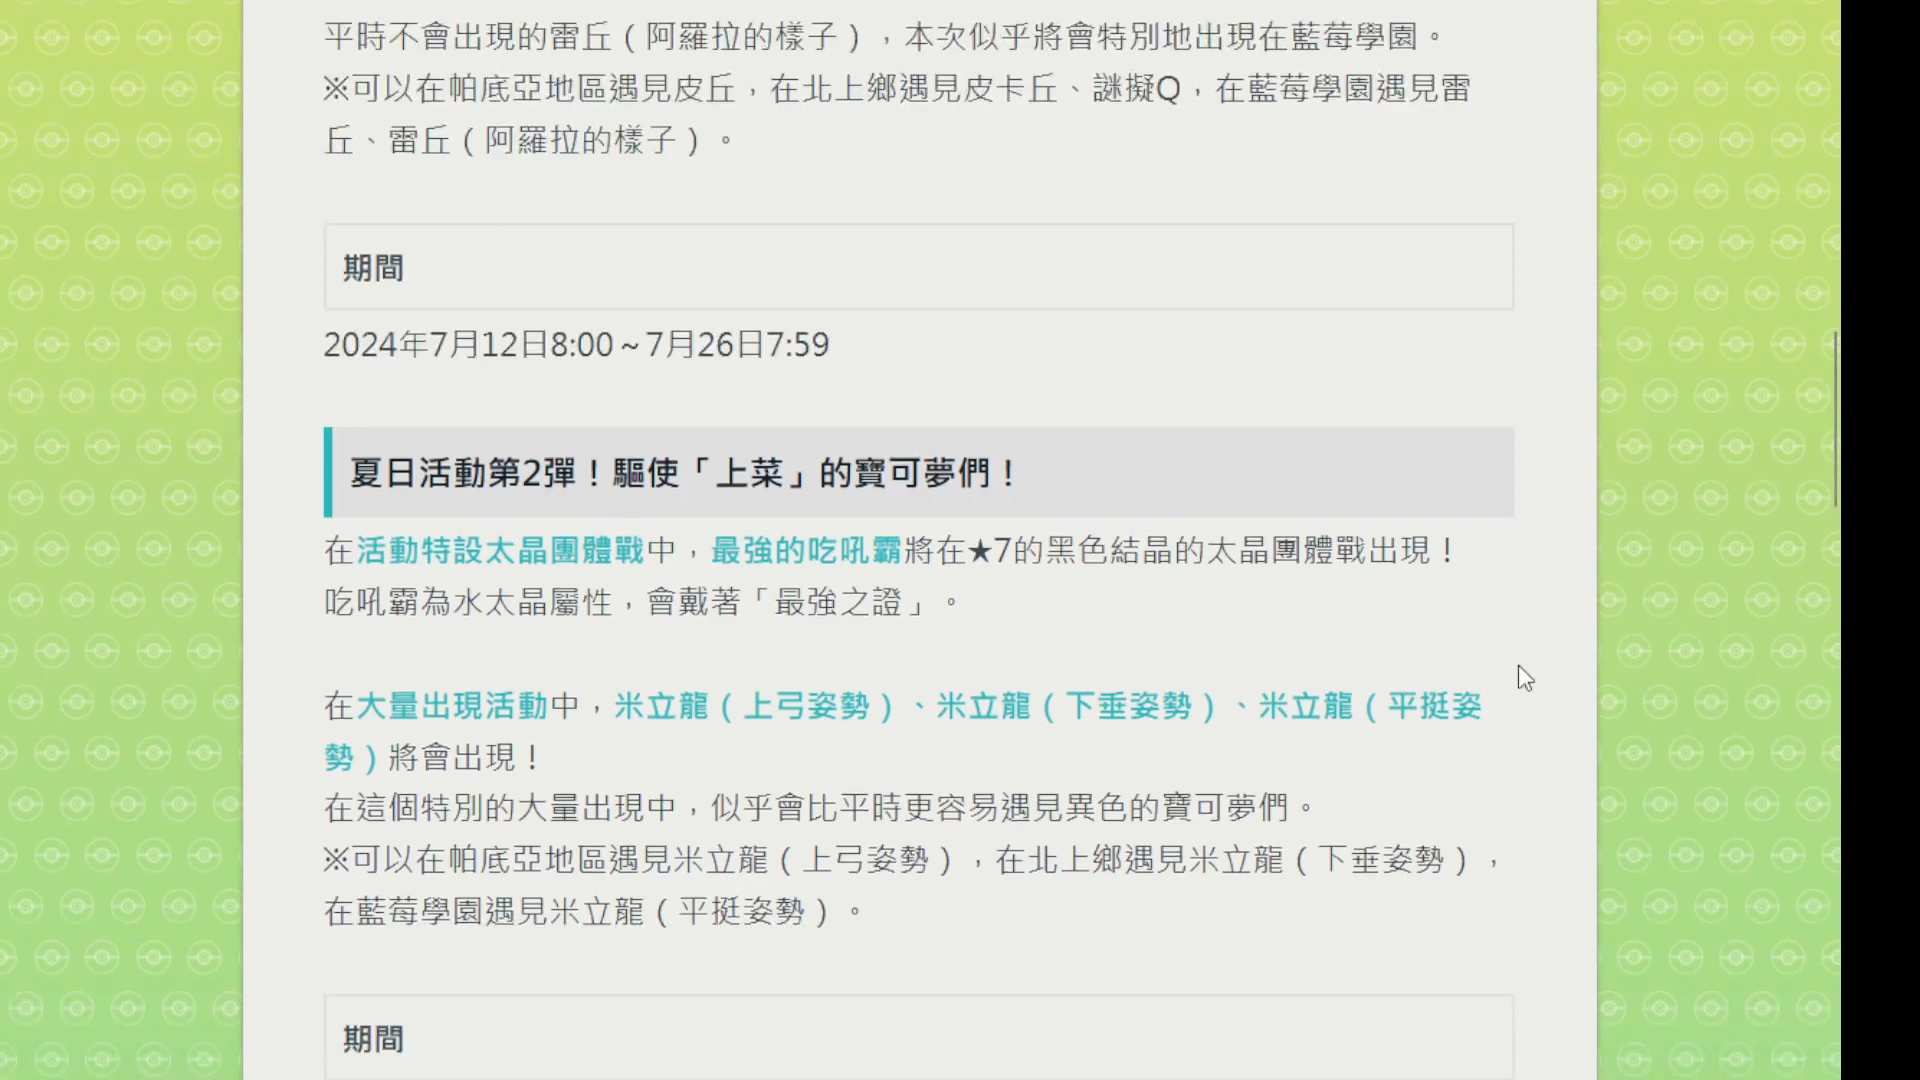 平時不會出現的雷丘（阿羅拉的樣子），本次似乎將會特別地出現在藍莓學園。
※可以在帕底亞地區遇見皮丘，在北上鄉遇見皮卡丘、謎擬Q，在藍莓學園遇見雷
丘、雷丘（阿羅拉的樣子）。
期間
2024年7月12日8:00～7月26日7:59
夏日活動第2彈！驅使「上菜」的寶可夢們！
在活動特設太晶團體戰中，最強的吃吼霸將在★7的黑色結晶的太晶團體戰出現！
吃吼霸為水太晶屬性，會戴著「最強之證」。
在大量出現活動中，米立龍（上弓姿勢）、米立龍（下垂姿勢）、米立龍（平挺姿
勢）將會出現！
在這個特別的大量出現中，似乎會比平時更容易遇見異色的寶可夢們。
※可以在帕底亞地區遇見米立龍（上弓姿勢），在北上鄉遇見米立龍（下垂姿勢），
在藍莓學園遇見米立龍（平挺姿勢）。
期間